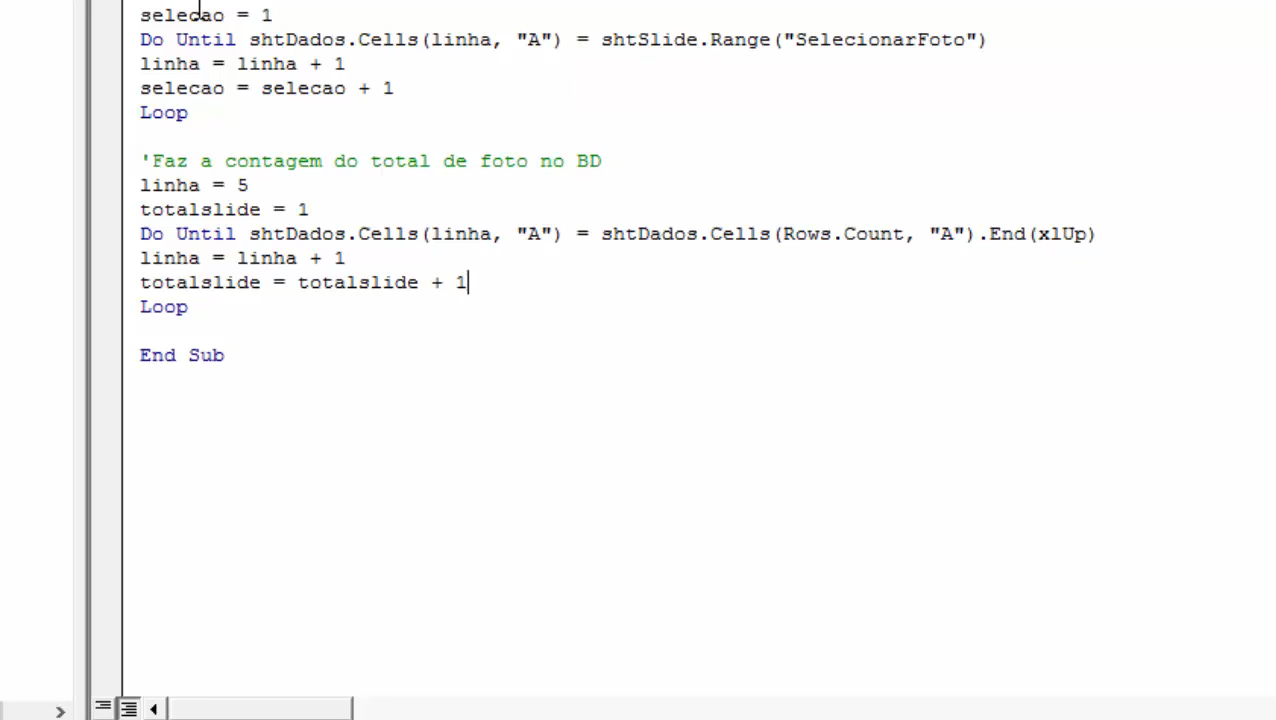 selecao = 1
Do Until shtDados.Cells(linha, "A") = shtSlide.Range("SelecionarFoto")
linha = linha + 1
selecao = selecao + 1
Loop
'Faz a contagem do total de foto no BD
linha = 5
totalslide = 1
Do Until shtDados.Cells(linha, "A") = shtDados.Cells(Rows.Count, "A").End(xlUp)
linha = linha + 1
totalslide = totalslide + 1
Loop
End Sub